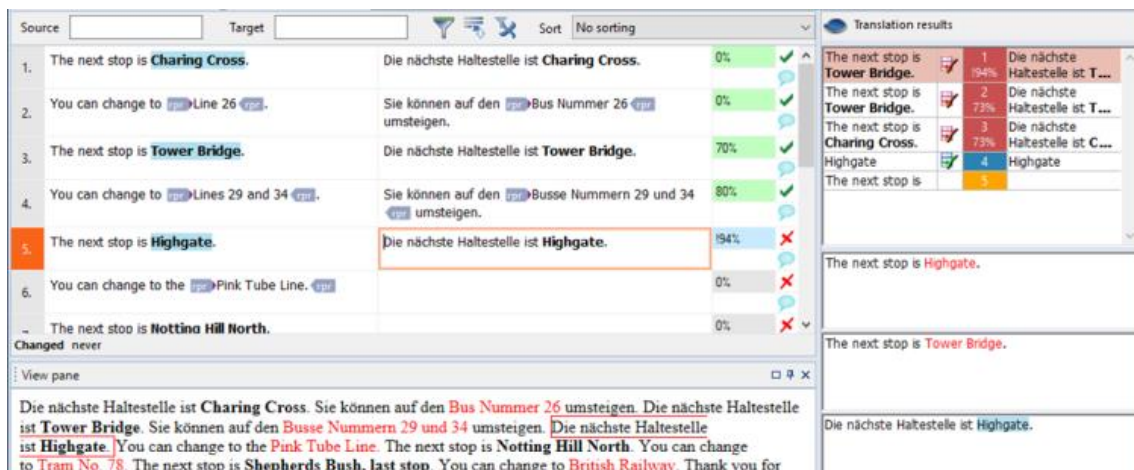 Source Target Sort No sorting
1. The next stop is Charing Cross. Die nächste Haltestelle ist Charing Cross. 0%
2. You can change to rpr Line 26 rpr. Sie können auf den rpr Bus Nummer 26 rpr
umsteigen. 0%
3. The next stop is Tower Bridge. Die nächste Haltestelle ist Tower Bridge. 70%
4. You can change to rpr Lines 29 and 34 rpr. Sie können auf den rpr Busse Nummern 29 und 34
rpr umsteigen. 80%
5. The next stop is Highgate. Die nächste Haltestelle ist Highgate. !94%
6. You can change to the rpr Pink Tube Line. rpr 0%
The next stop is Notting Hill North. 0%
Changed never
View pane
Die nächste Haltestelle ist Charing Cross. Sie können auf den Bus Nummer 26 umsteigen. Die nächste Haltestelle
ist Tower Bridge. Sie können auf den Busse Nummern 29 und 34 umsteigen. Die nächste Haltestelle
ist Highgate. You can change to the Pink Tube Line. The next stop is Notting Hill North. You can change
to Tram No. 78. The next stop is Shepherds Bush, last stop. You can change to British Railway. Thank you for
Translation results
The next stop is 1 Die nächste
Tower Bridge. !94% Haltestelle ist T...
The next stop is 2 Die nächste
Tower Bridge. 73% Haltestelle ist T...
The next stop is 3 Die nächste
Charing Cross. 73% Haltestelle ist C...
Highgate 4 Highgate
The next stop is 5
The next stop is Highgate.
The next stop is Tower Bridge.
Die nächste Haltestelle ist Highgate.